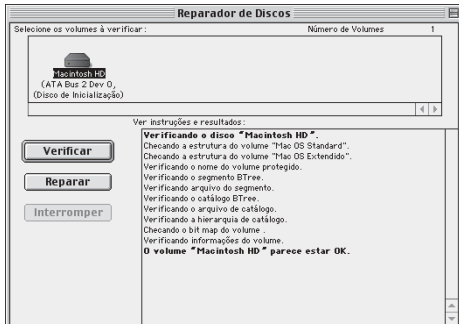 Reparador de Discos
Selecione os volumes à verificar:
Número de Volumes 1
Macintosh HD
(ATA Bus 2 Dev 0,
(Disco de Inicialização)
Ver instruções e resultados:
Verificar
Reparar
Interromper
Verificando o disco “Macintosh HD”.
Checando a estrutura do volume "Mac OS Standard".
Checando a estrutura do volume "Mac OS Extendido".
Verificando o nome do volume protegido.
Verificando o segmento BTree.
Verificando arquivo do segmento.
Verificando o catálogo BTree.
Verificando o arquivo de catálogo.
Verificando a hierarquia de catálogo.
Checando o bit map do volume .
Verificando informações do volume.
O volume “Macintosh HD” parece estar OK.